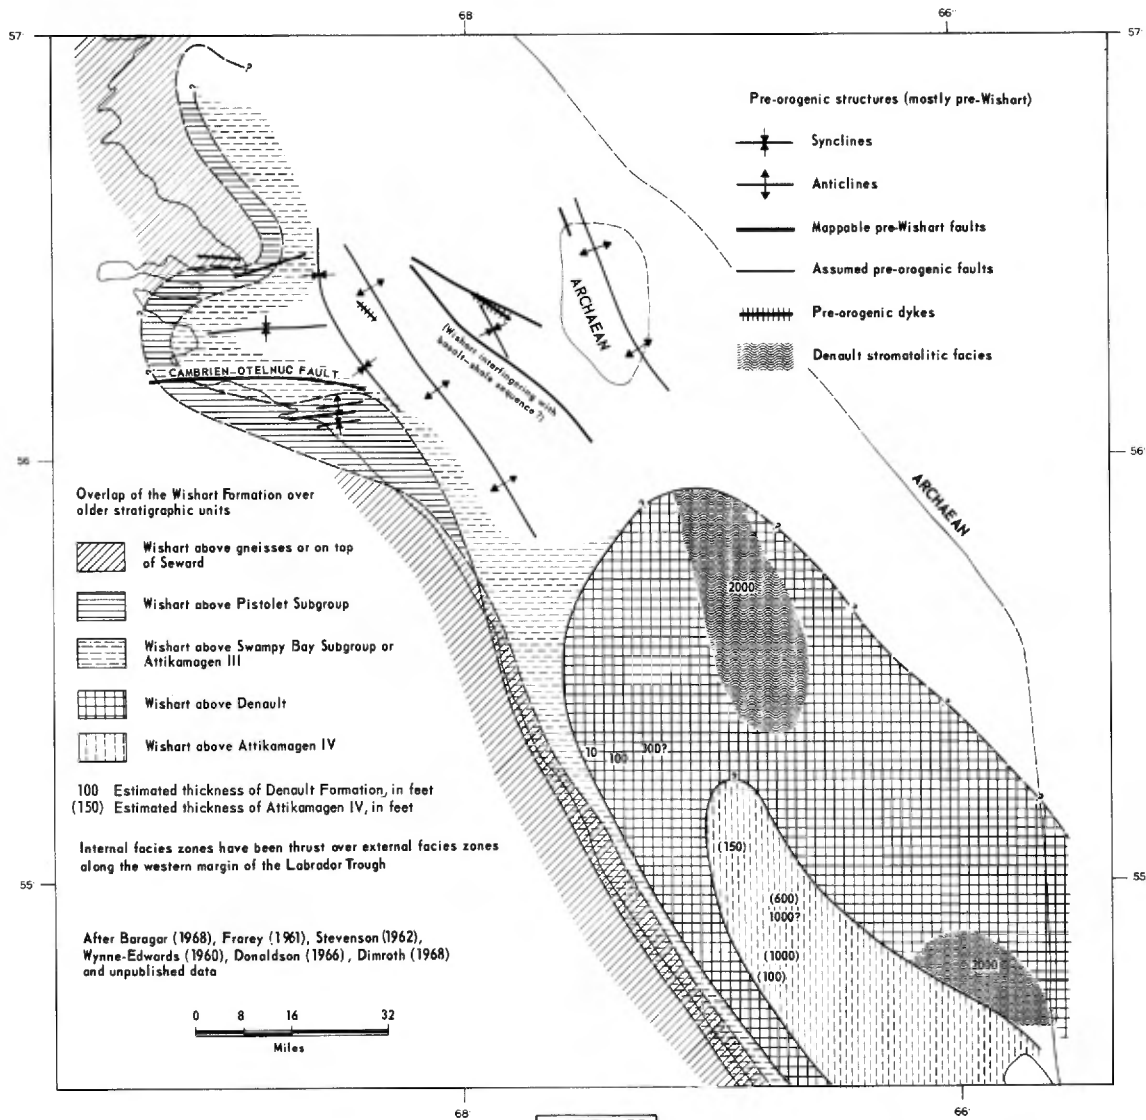 68
66
57
57
Pre-orogenic structures (mostly pre-Wishart)
Synclines
Anticlines
Mappable pre-Wishart faults
Assumed pre-orogenic faults
Pre-orogenic dykes
Denault stromatolitic facies
ARCHAEAN
(Wishart interfingering with
basalt-shale sequence?)
CAMBRIEN-OTELNUC FAULT
56
56°
ARCHAEAN
Overlap of the Wishart Formation over
older stratigraphic units
Wishart above gneisses or on top
of Seward
Wishart above Pistolet Subgroup
Wishart above Swampy Bay Subgroup or
Attikamagen III
Wishart above Denault
Wishart above Attikamagen IV
100 Estimated thickness of Denault Formation, in feet
(150) Estimated thickness of Attikamagen IV, in feet
Internal facies zones have been thrust over external facies zones
along the western margin of the Labrador Trough
2000
10
100
300?
(150)
(600)
1000?
(1000)
(100)
2000
55
55
After Baragar (1968), Frarey (1961), Stevenson (1962),
Wynne-Edwards (1960), Donaldson (1966), Dimroth (1968)
and unpublished data
0 8 16 32
Miles
68
66